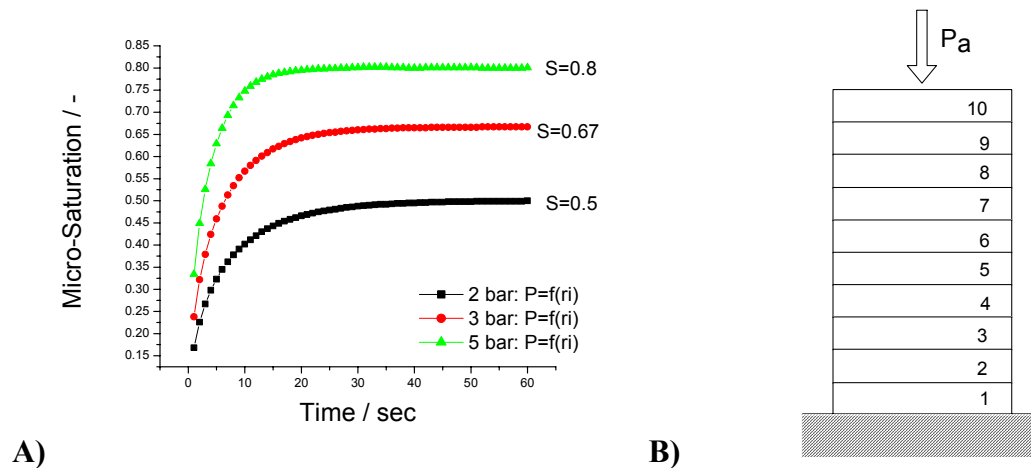 0.85
0.80
0.75
0.70
0.65
0.60
0.55
0.50
0.45
0.40
0.35
0.30
0.25
0.20
0.15
Micro-Saturation / -
S=0.8
S=0.67
S=0.5
2 bar: P=f(ri)
3 bar: P=f(ri)
5 bar: P=f(ri)
0 10 20 30 40 50 60
Time / sec
A)
Pa
10
9
8
7
6
5
4
3
2
1
B)